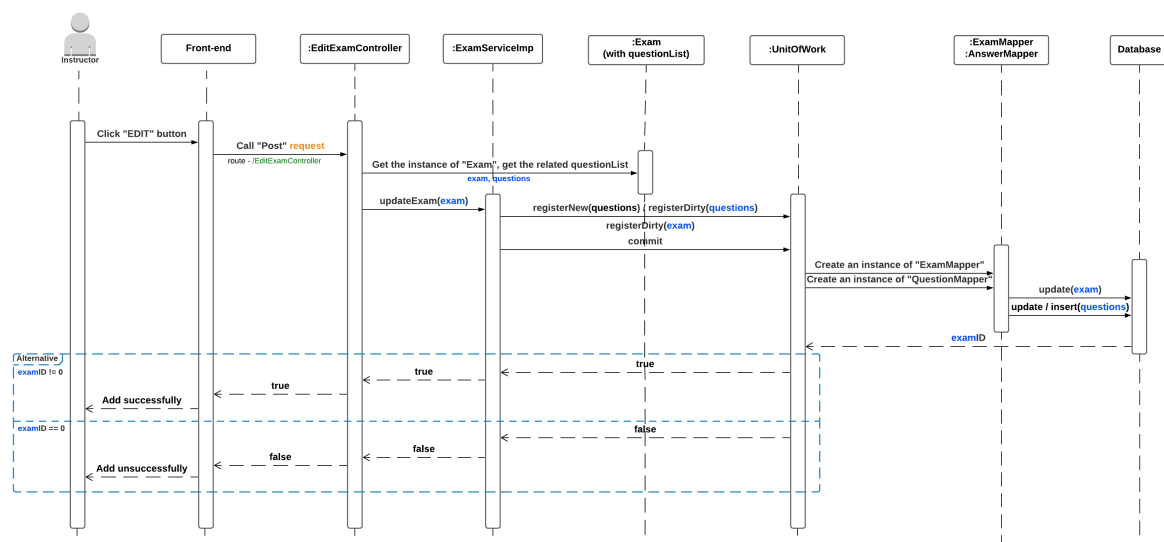 Instructor
Front-end
:EditExamController
:ExamServiceImp
:Exam
(with questionList)
:UnitOfWork
:ExamMapper
:AnswerMapper
Database
Click "EDIT" button
Call "Post" request
route - /EditExamController
Get the instance of "Exam", get the related questionList
exam, questions
updateExam(exam)
registerNew(questions) / registerDirty(questions)
registerDirty(exam)
commit
Create an instance of "ExamMapper"
Create an instance of "QuestionMapper"
update(exam)
update / insert(questions)
examID
Alternative
examID != 0
true
true
true
Add successfully
examID == 0
false
false
false
Add unsuccessfully